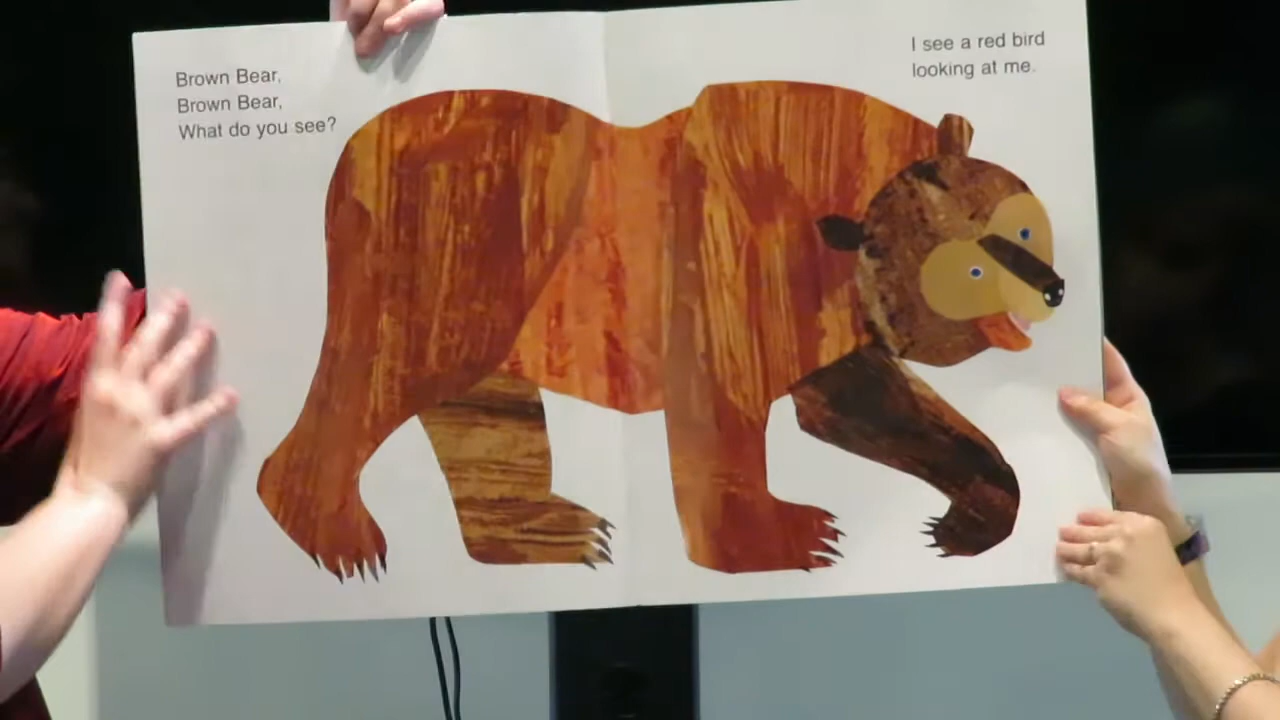 Brown Bear,
Brown Bear,
What do you see?
I see a red bird
looking at me.